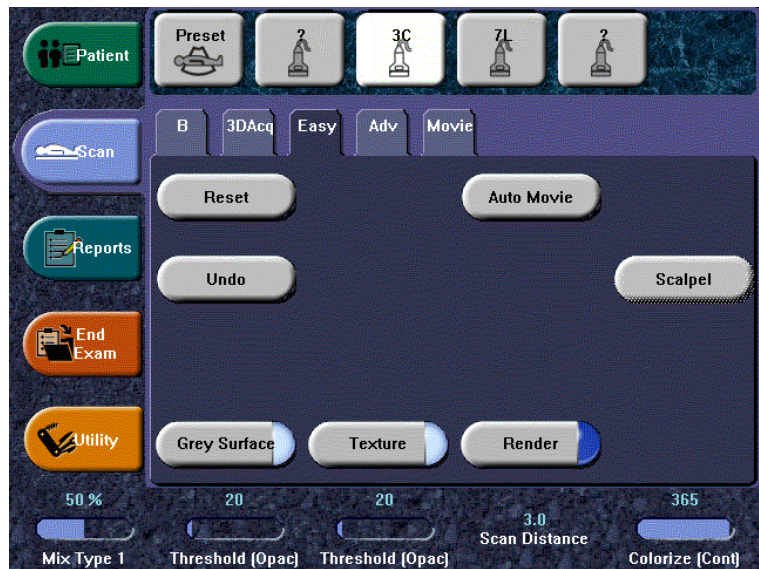 Patient
Preset
?
3C
7L
?
Scan
B
3DAcq
Easy
Adv
Movie
Reset
Auto Movie
Reports
Undo
Scalpel
End
Exam
Utility
Grey Surface
Texture
Render
50 %
20
20
3.0
365
Mix Type 1
Threshold (Opac)
Threshold (Opac)
Scan Distance
Colorize (Cont)